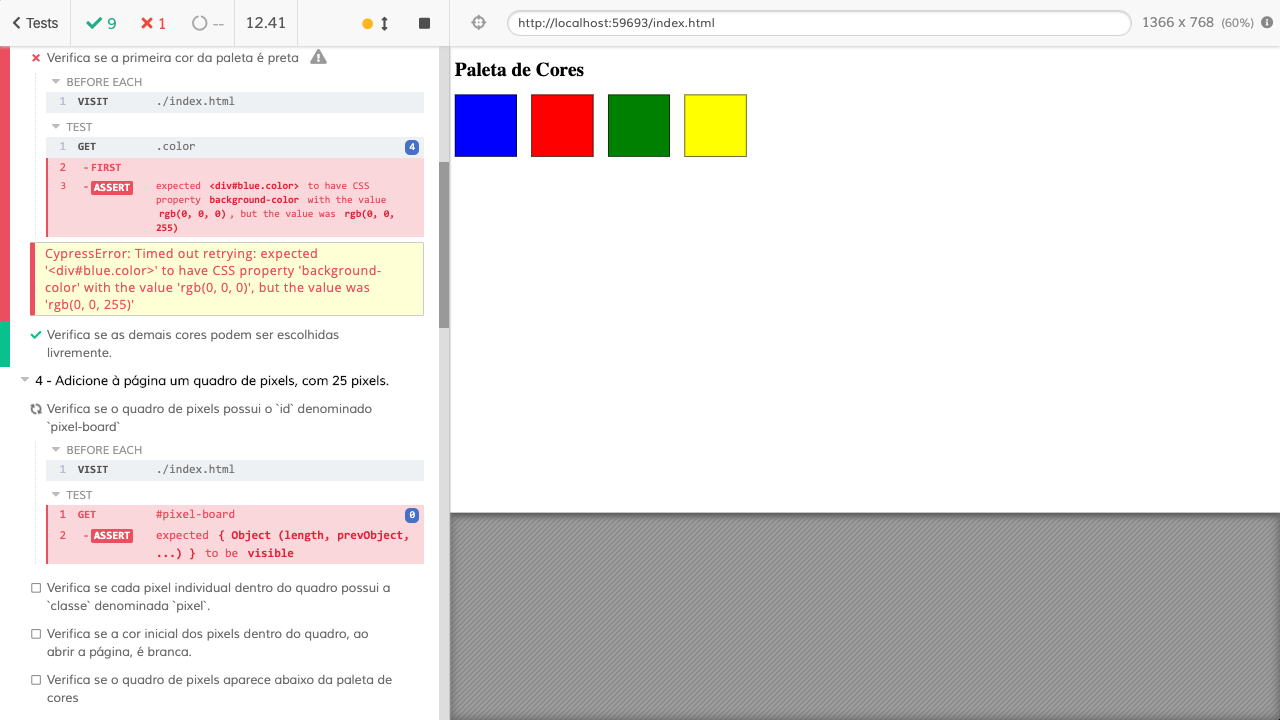 Tests
9
1
--
12.41
http://localhost:59693/index.html
1366 x 768 (60%)
Verifica se a primeira cor da paleta é preta
BEFORE EACH
1 VISIT ./index.html
TEST
1 GET .color 4
2 -FIRST
3 -ASSERT expected <div#blue.color> to have CSS
property background-color with the value
rgb(0, 0, 0), but the value was rgb(0, 0,
255)
CypressError: Timed out retrying: expected
'<div#blue.color>' to have CSS property 'background-
color' with the value 'rgb(0, 0, 0)', but the value was
'rgb(0, 0, 255)'
Verifica se as demais cores podem ser escolhidas
livremente.
4 - Adicione à página um quadro de pixels, com 25 pixels.
Verifica se o quadro de pixels possui o `id` denominado
`pixel-board`
BEFORE EACH
1 VISIT ./index.html
TEST
1 GET #pixel-board 0
2 -ASSERT expected { Object (length, prevObject,
...) } to be visible
Verifica se cada pixel individual dentro do quadro possui a
`classe` denominada `pixel`.
Verifica se a cor inicial dos pixels dentro do quadro, ao
abrir a página, é branca.
Verifica se o quadro de pixels aparece abaixo da paleta de
cores
Paleta de Cores